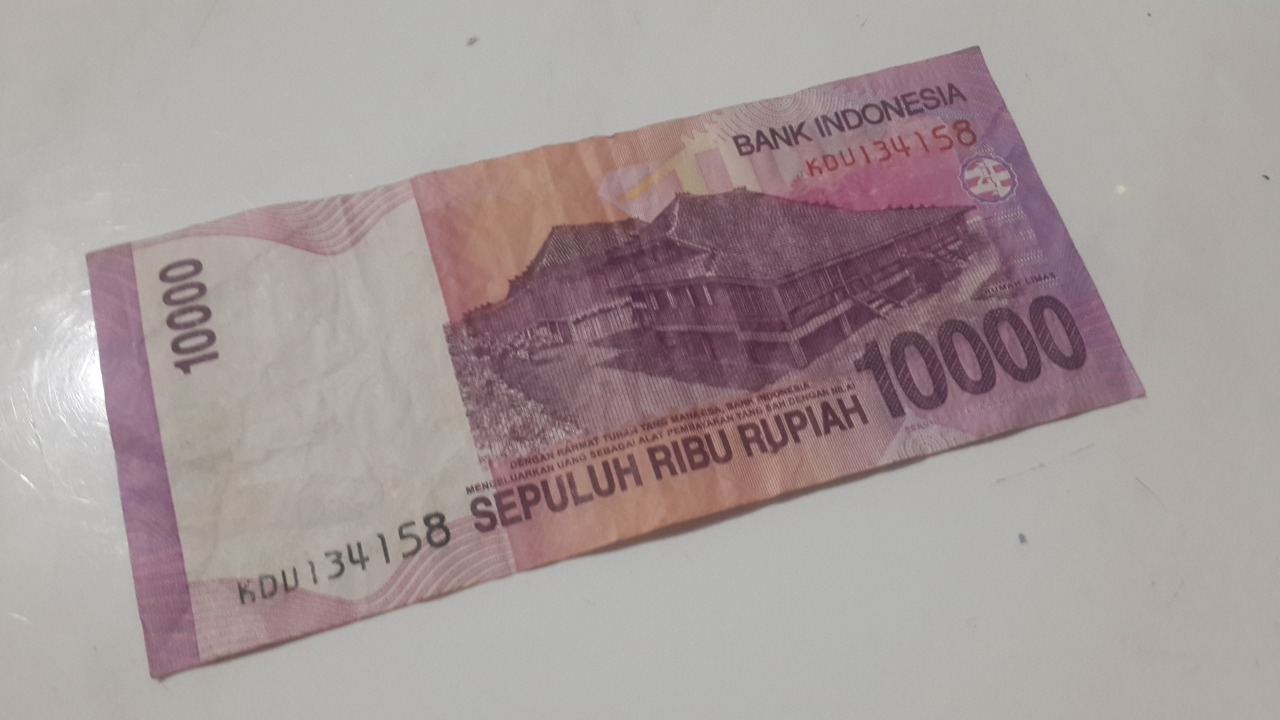 BANK INDONESIA
KDU134158
10000
RUMAH LIMAS
10000
DENGAN RAHMAT TUHAN YANG MAHA ESA, BANK INDONESIA
MENGELUARKAN UANG SEBAGAI ALAT PEMBAYARAN YANG SAH DENGAN NILAI
SEPULUH RIBU RUPIAH
KDU134158